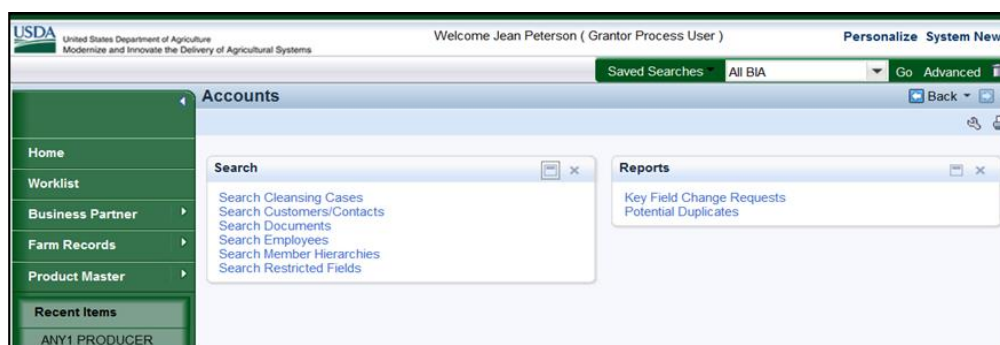 USDA
United States Department of Agriculture
Modernize and Innovate the Delivery of Agricultural Systems
Welcome Jean Peterson ( Grantor Process User )
Personalize System New
Saved Searches All BIA Go Advanced
Accounts
Back
Home
Worklist
Business Partner
Farm Records
Product Master
Recent Items
ANY1 PRODUCER
Search
Search Cleansing Cases
Search Customers/Contacts
Search Documents
Search Employees
Search Member Hierarchies
Search Restricted Fields
Reports
Key Field Change Requests
Potential Duplicates